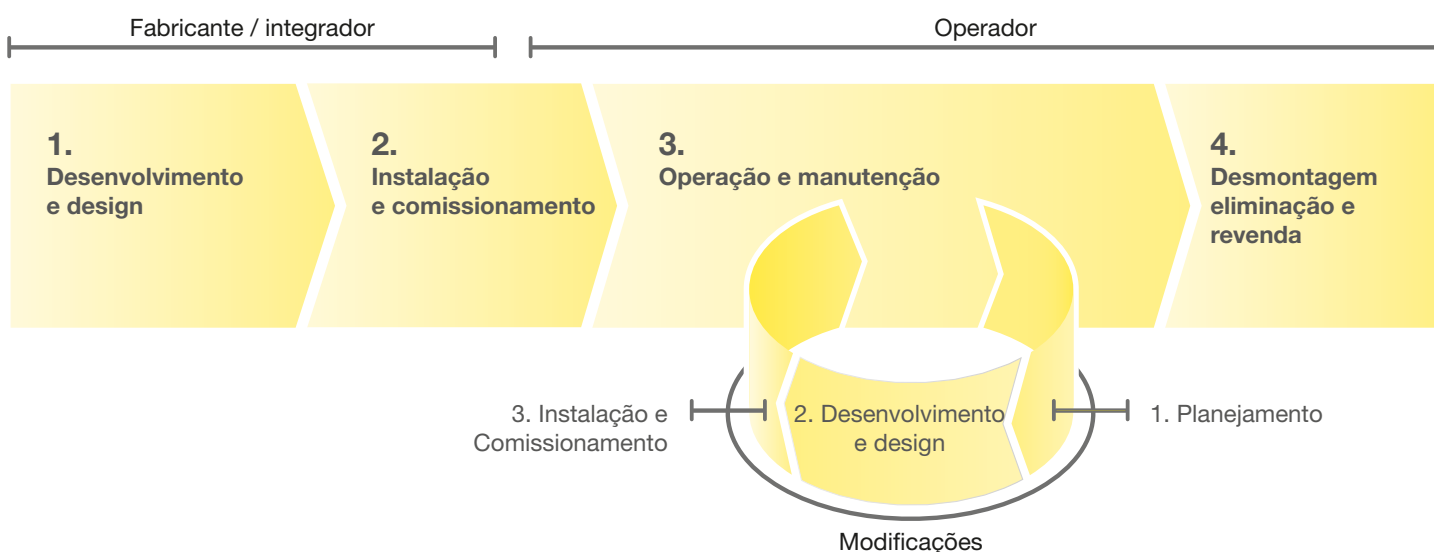 Fabricante / integrador
Operador
1.
Desenvolvimento
e design
2.
Instalação
e comissionamento
3.
Operação e manutenção
4.
Desmontagem
eliminação e
revenda
3. Instalação e
Comissionamento
2. Desenvolvimento
e design
1. Planejamento
Modificações